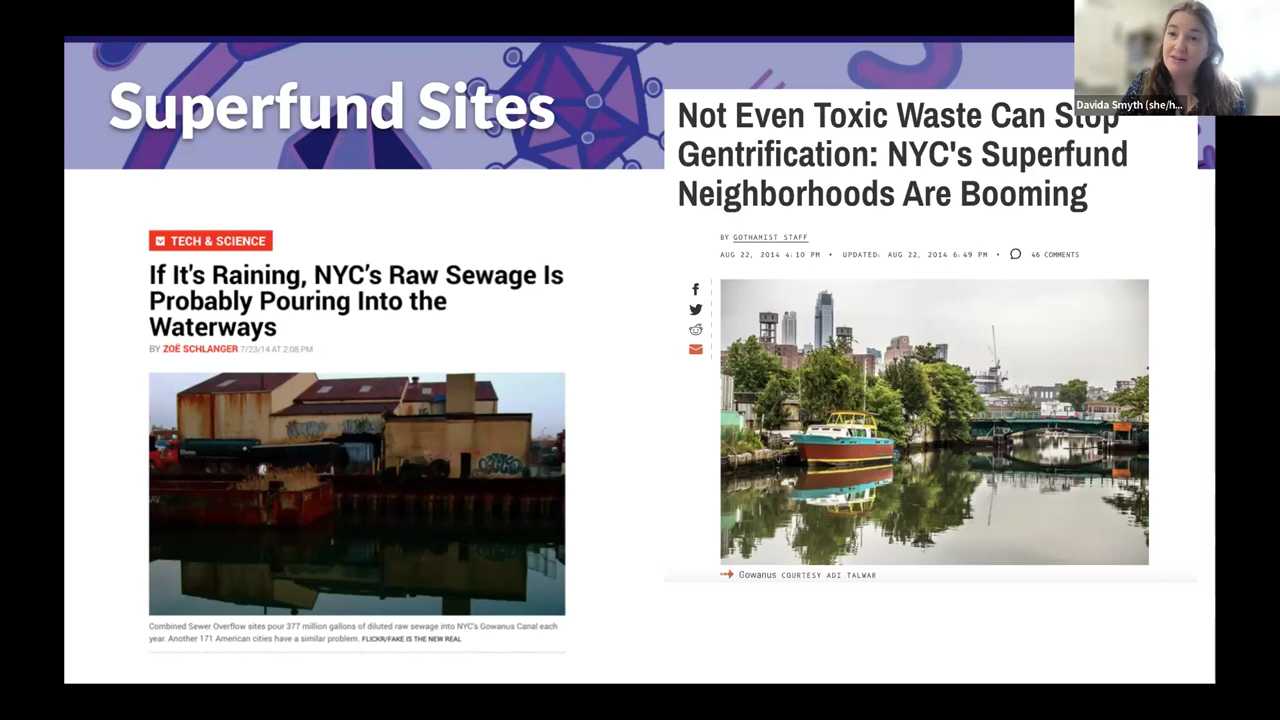 Superfund Sites
TECH & SCIENCE
If It's Raining, NYC's Raw Sewage Is
Probably Pouring Into the
Waterways
BY ZOË SCHLANGER 7/23/14 AT 2:08 PM
Combined Sewer Overflow sites pour 377 million gallons of diluted raw sewage into NYC's Gowanus Canal each
year. Another 171 American cities have a similar problem. FLICKR/FAKE IS THE NEW REAL
Not Even Toxic Waste Can Stop
Gentrification: NYC's Superfund
Neighborhoods Are Booming
BY GOTHAMIST STAFF
AUG 22, 2014 4:10 PM • UPDATED: AUG 22, 2014 6:49 PM • 46 COMMENTS
Gowanus COURTESY ADI TALWAR
Davida Smyth (she/h...